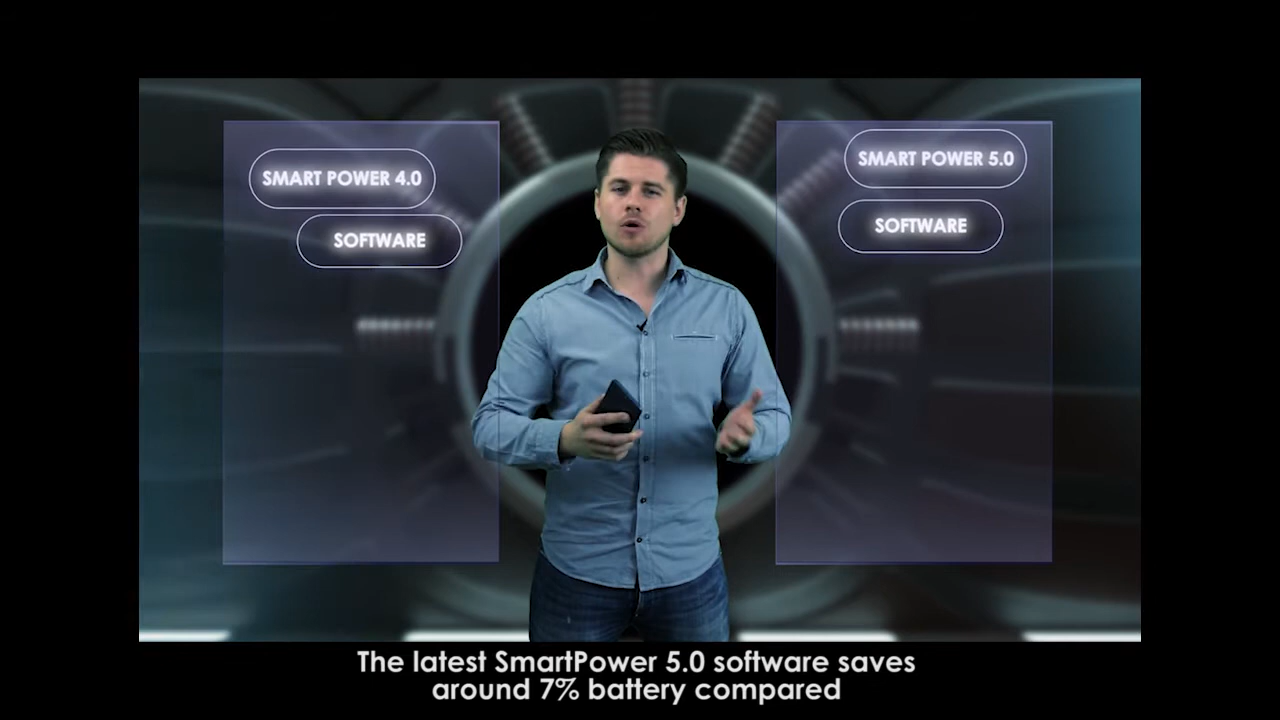 SMART POWER 4.0
SOFTWARE
SMART POWER 5.0
SOFTWARE
The latest SmartPower 5.0 software saves
around 7% battery compared